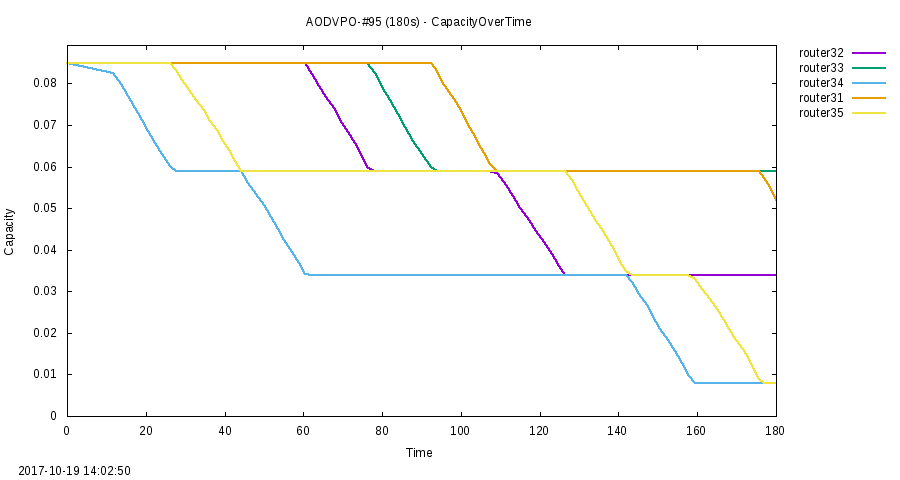 AODVPO-#95 (180s) - CapacityOverTime
router32
router33
router34
router31
router35
0.08
0.07
0.06
0.05
0.04
0.03
0.02
0.01
0
Capacity
0 20 40 60 80 100 120 140 160 180
Time
2017-10-19 14:02:50